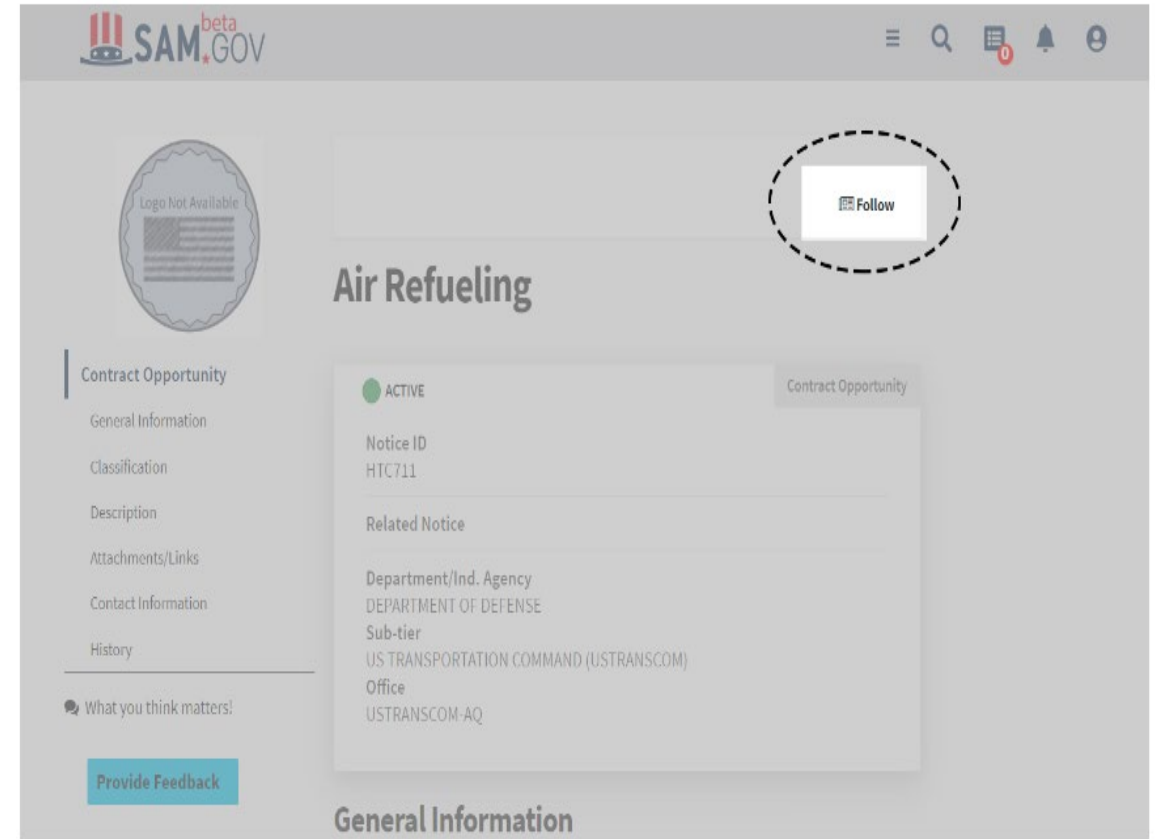 SAM.GOV beta
0
Logo Not Available
Follow
Air Refueling
Contract Opportunity
General Information
Classification
Description
Attachments/Links
Contact Information
History
What you think matters!
Provide Feedback
ACTIVE
Contract Opportunity
Notice ID
HTC711
Related Notice
Department/Ind. Agency
DEPARTMENT OF DEFENSE
Sub-tier
US TRANSPORTATION COMMAND (USTRANSCOM)
Office
USTRANSCOM-AQ
General Information